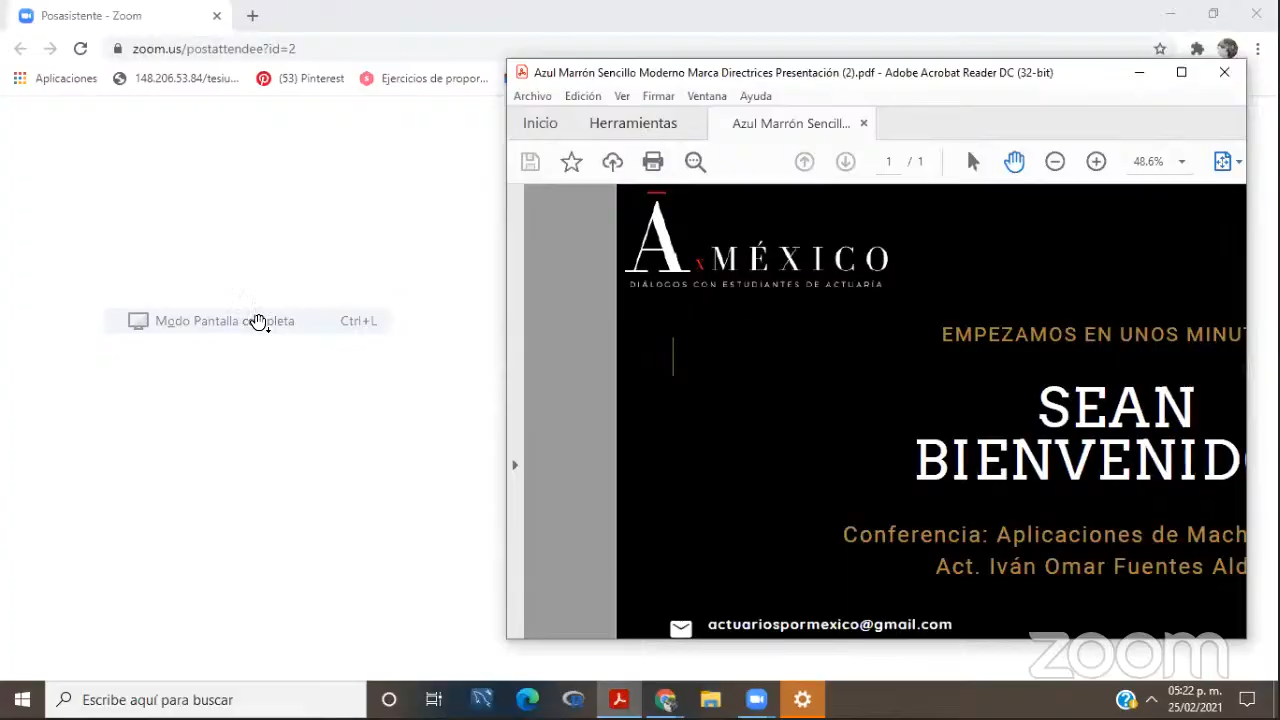 Posasistente - Zoom
zoom.us/postattendee?id=2
Aplicaciones
148.206.53.84/tesiu...
(53) Pinterest
Ejercicios de propor...
Azul Marrón Sencillo Moderno Marca Directrices Presentación (2).pdf - Adobe Acrobat Reader DC (32-bit)
Archivo Edición Ver Firmar Ventana Ayuda
Inicio Herramientas Azul Marrón Sencill...
1 / 1 48.6%
A x MÉXICO
DIÁLOGOS CON ESTUDIANTES DE ACTUARÍA
Modo Pantalla completa Ctrl+L
EMPEZAMOS EN UNOS MINUT
SEAN
BIENVENIDO
Conferencia: Aplicaciones de Mach
Act. Iván Omar Fuentes Ald
actuariospormexico@gmail.com
zoom
Escribe aquí para buscar
05:22 p. m.
25/02/2021